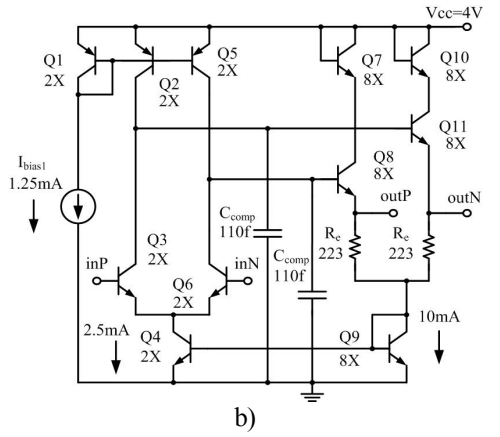 Vcc=4V
Q1
2X
Q2
2X
Q5
2X
Q7
8X
Q10
8X
Q11
8X
Q8
8X
Ibias1
1.25mA
Ccomp
110f
Ccomp
110f
outP
outN
Re
223
Re
223
Q3
2X
inP
Q6
2X
inN
2.5mA
Q4
2X
Q9
8X
10mA
b)